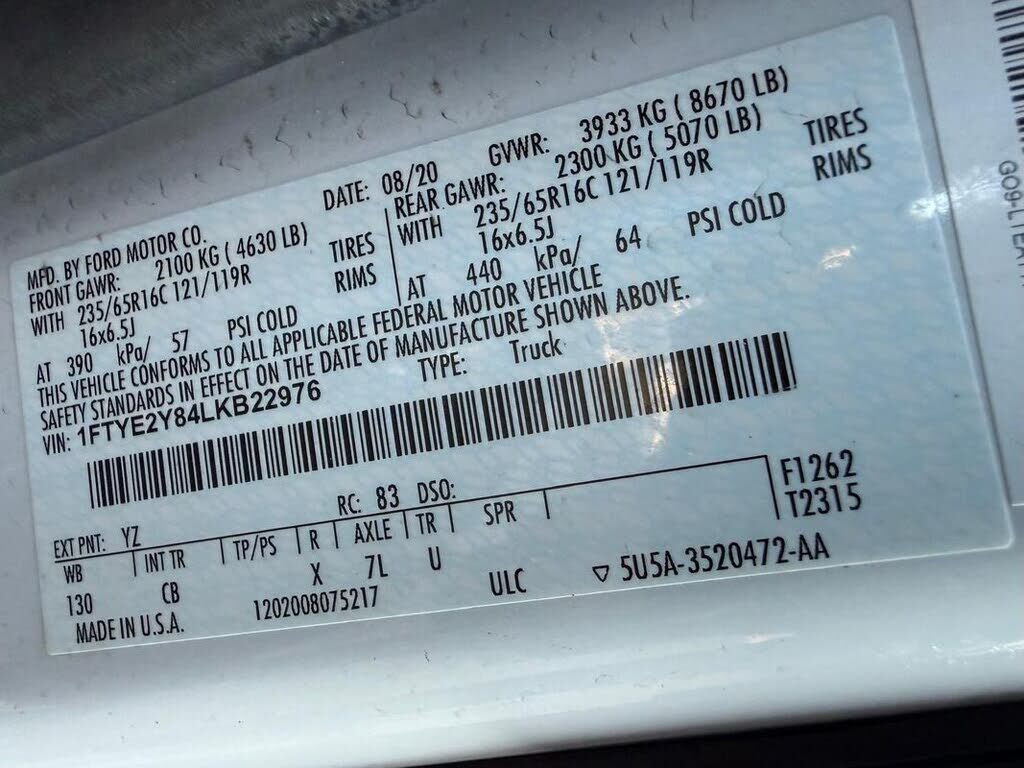 MFD. BY FORD MOTOR CO. DATE: 08/20 GVWR: 3933 KG ( 8670 LB)
FRONT GAWR: 2100 KG ( 4630 LB) REAR GAWR: 2300 KG ( 5070 LB)
WITH 235/65R16C 121/119R TIRES WITH 235/65R16C 121/119R TIRES
16x6.5J RIMS 16x6.5J RIMS
AT 390 kPa/ 57 PSI COLD AT 440 kPa/ 64 PSI COLD
THIS VEHICLE CONFORMS TO ALL APPLICABLE FEDERAL MOTOR VEHICLE
SAFETY STANDARDS IN EFFECT ON THE DATE OF MANUFACTURE SHOWN ABOVE.
VIN: 1FTYE2Y84LKB22976 TYPE: Truck
F1262
T2315
EXT PNT: YZ RC: 83 DSO:
WB INT TR TP/PS R AXLE TR SPR
130 CB X 7L U ULC ▽ 5U5A-3520472-AA
MADE IN U.S.A. 1202008075217